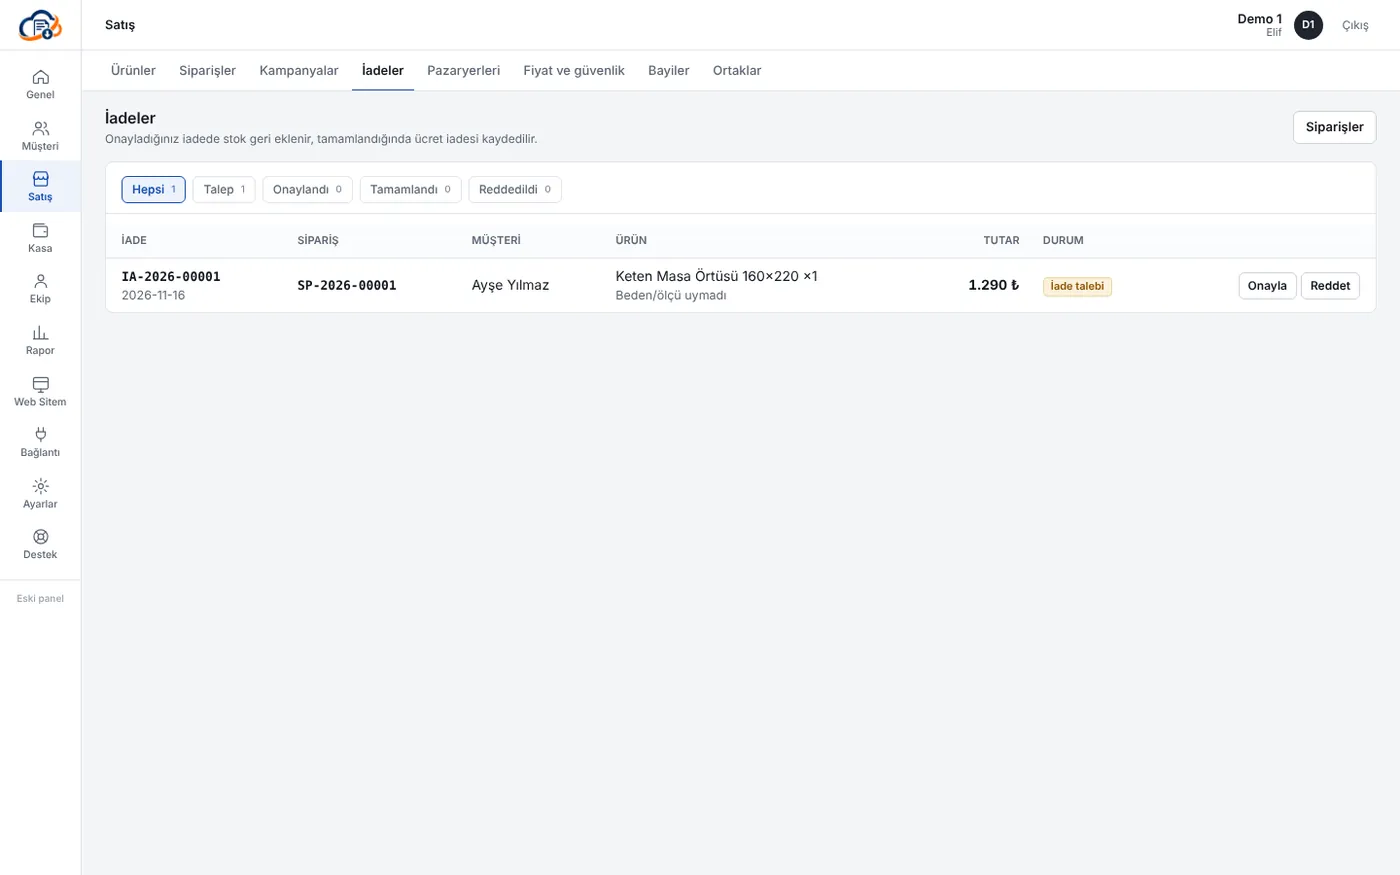 Satış
Demo 1
Elif
D1
Çıkış
Genel
Müşteri
Satış
Kasa
Ekip
Rapor
Web Sitem
Bağlantı
Ayarlar
Destek
Eski panel
Ürünler Siparişler Kampanyalar İadeler Pazaryerleri Fiyat ve güvenlik Bayiler Ortaklar
İadeler
Onayladığınız iadede stok geri eklenir, tamamlandığında ücret iadesi kaydedilir.
Siparişler
Hepsi 1 Talep 1 Onaylandı 0 Tamamlandı 0 Reddedildi 0
İADE SİPARİŞ MÜŞTERİ ÜRÜN TUTAR DURUM
IA-2026-00001
2026-11-16
SP-2026-00001
Ayşe Yılmaz
Keten Masa Örtüsü 160×220 ×1
Beden/ölçü uymadı
1.290 ₺
İade talebi
Onayla Reddet